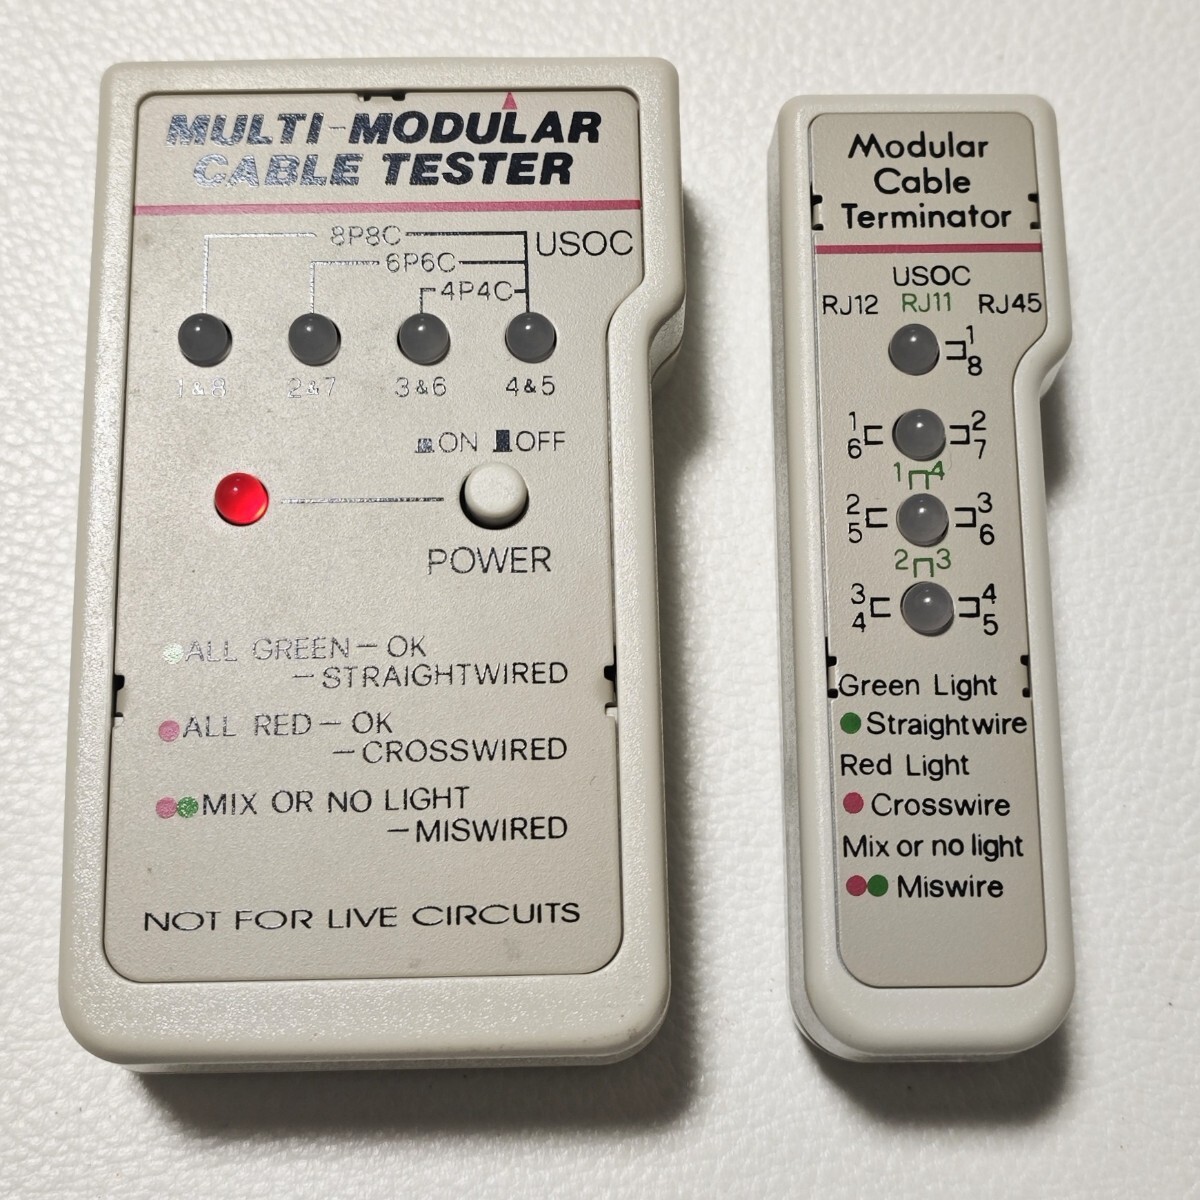 MULTI-MODULAR
CABLE TESTER
8P8C
USOC
6P6C
4P4C
1&8 2&7 3&6 4&5
ON OFF
POWER
ALL GREEN - OK
- STRAIGHTWIRED
ALL RED - OK
- CROSSWIRED
MIX OR NO LIGHT
- MISWIRED
NOT FOR LIVE CIRCUITS
Modular
Cable
Terminator
USOC
RJ12 RJ11 RJ45
1
8
1 2
6 7
1 4
2 3
5 6
2 3
3 4
4 5
Green Light
Straightwire
Red Light
Crosswire
Mix or no light
Miswire